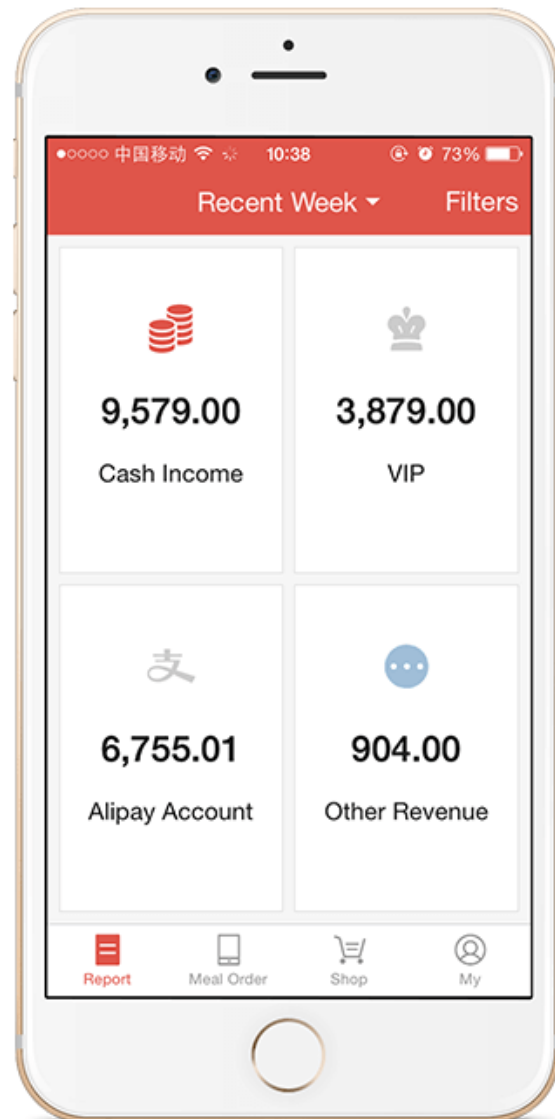 中国移动 10:38 73%
Recent Week Filters
9,579.00 3,879.00
Cash Income VIP
支
6,755.01 904.00
Alipay Account Other Revenue
Report Meal Order Shop My